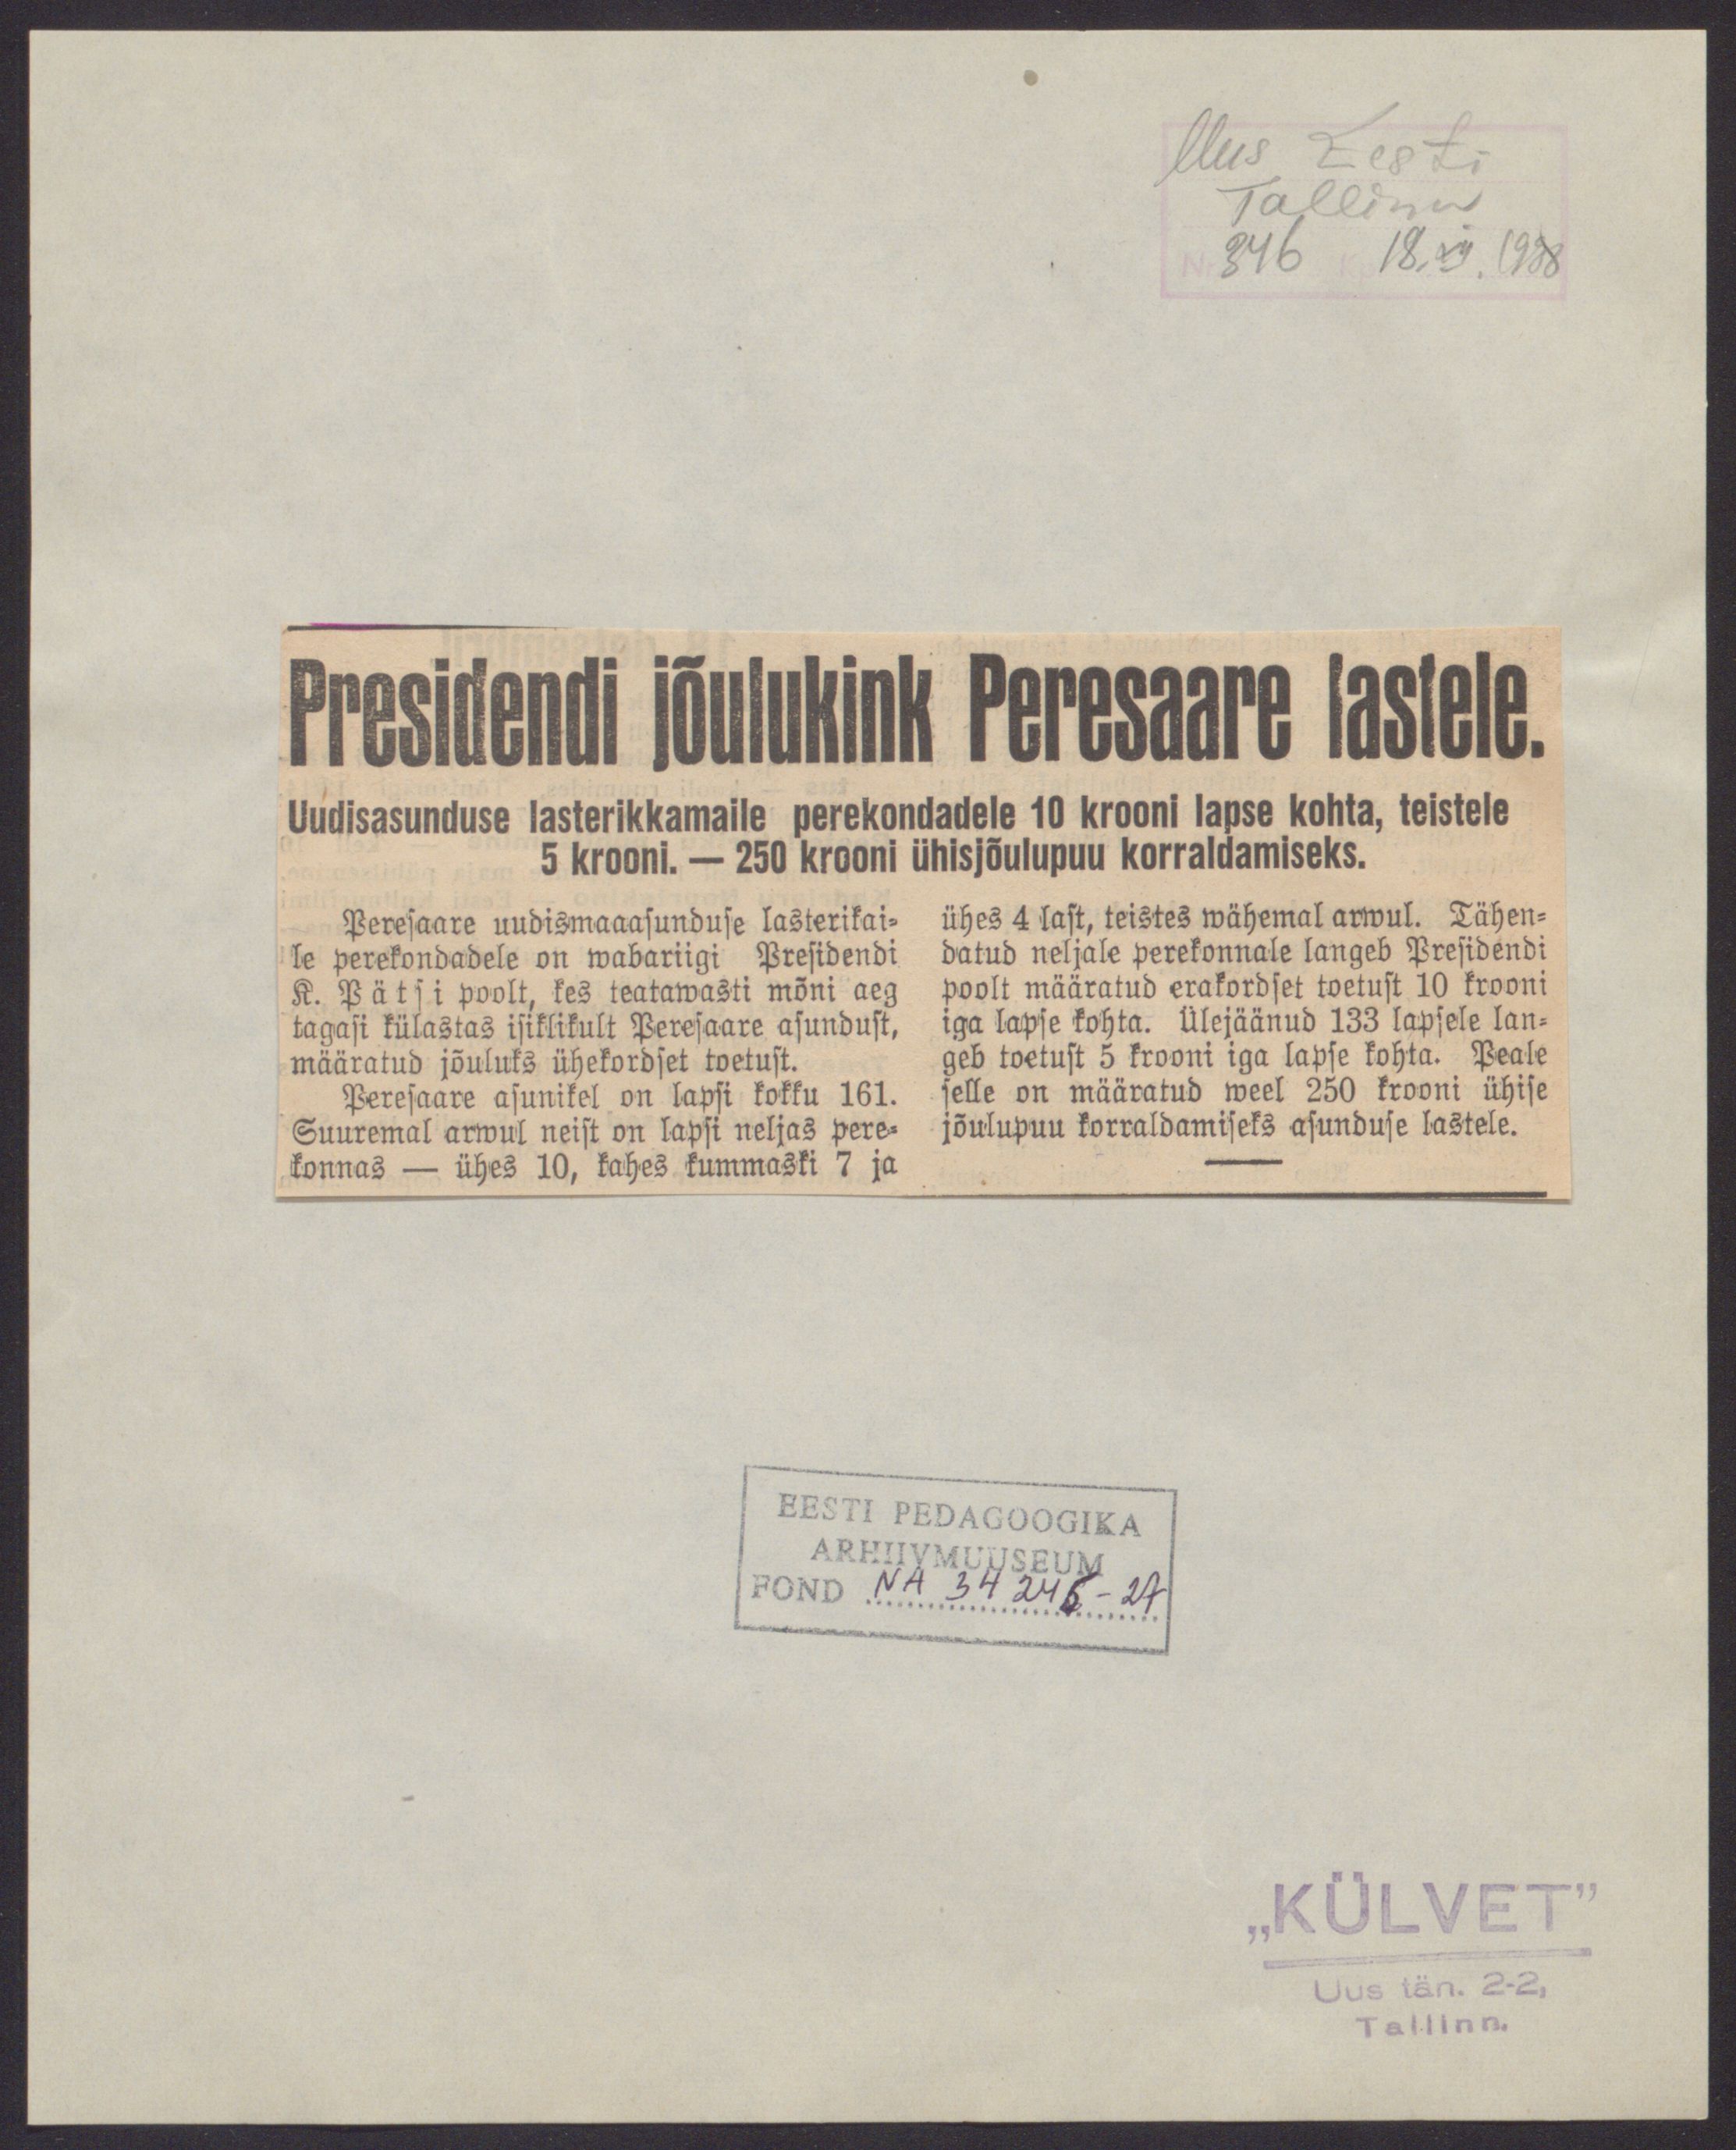 Uus Eesti
Tallinn
Nr. 346 18. XII. 1938
Presidendi jõulukink Peresaare lastele.
Uudisasunduse lasterikkamaile perekondadele 10 krooni lapse kohta, teistele
5 krooni. — 250 krooni ühisjõulupuu korraldamiseks.
Peresaare uudismaaasunduse lasterikai-
le perekondadele on wabariigi Presidendi
K. Pätsi poolt, kes teatawasti mõni aeg
tagasi külastas isiklikult Peresaare asundust,
määratud jõuluks ühekordset toetust.
Peresaare asunikel on lapsi kokku 161.
Suuremal arwul neist on lapsi neljas pere-
konnas — ühes 10, kahes kummaski 7 ja
ühes 4 last, teistes wähemal arwul. Tähen-
datud neljale perekonnale langeb Presidendi
poolt määratud erakordset toetust 10 krooni
iga lapse kohta. Ülejäänud 133 lapsele lan-
geb toetust 5 krooni iga lapse kohta. Peale
selle on määratud weel 250 krooni ühise
jõulupuu korraldamiseks asunduse lastele.
EESTI PEDAGOOGIKA
ARHIIVMUUSEUM
FOND NA 34 246-27
„KÜLVET”
Uus tän. 2-2,
Tallinn.